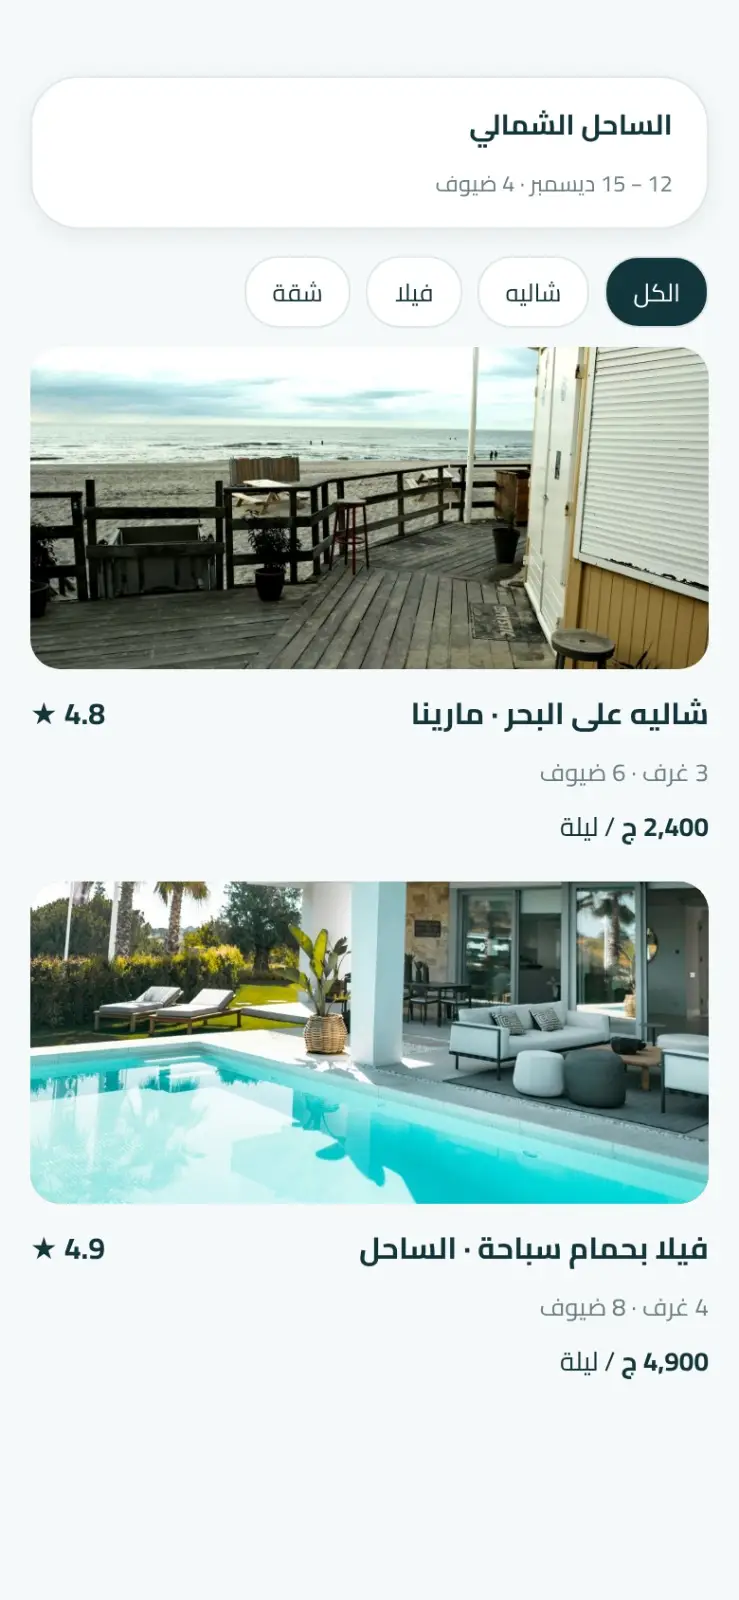 الساحل الشمالي
12 – 15 ديسمبر · 4 ضيوف
الكل
شاليه
فيلا
شقة
شاليه على البحر · مارينا
★ 4.8
3 غرف · 6 ضيوف
2,400 ج / ليلة
فيلا بحمام سباحة · الساحل
★ 4.9
4 غرف · 8 ضيوف
4,900 ج / ليلة